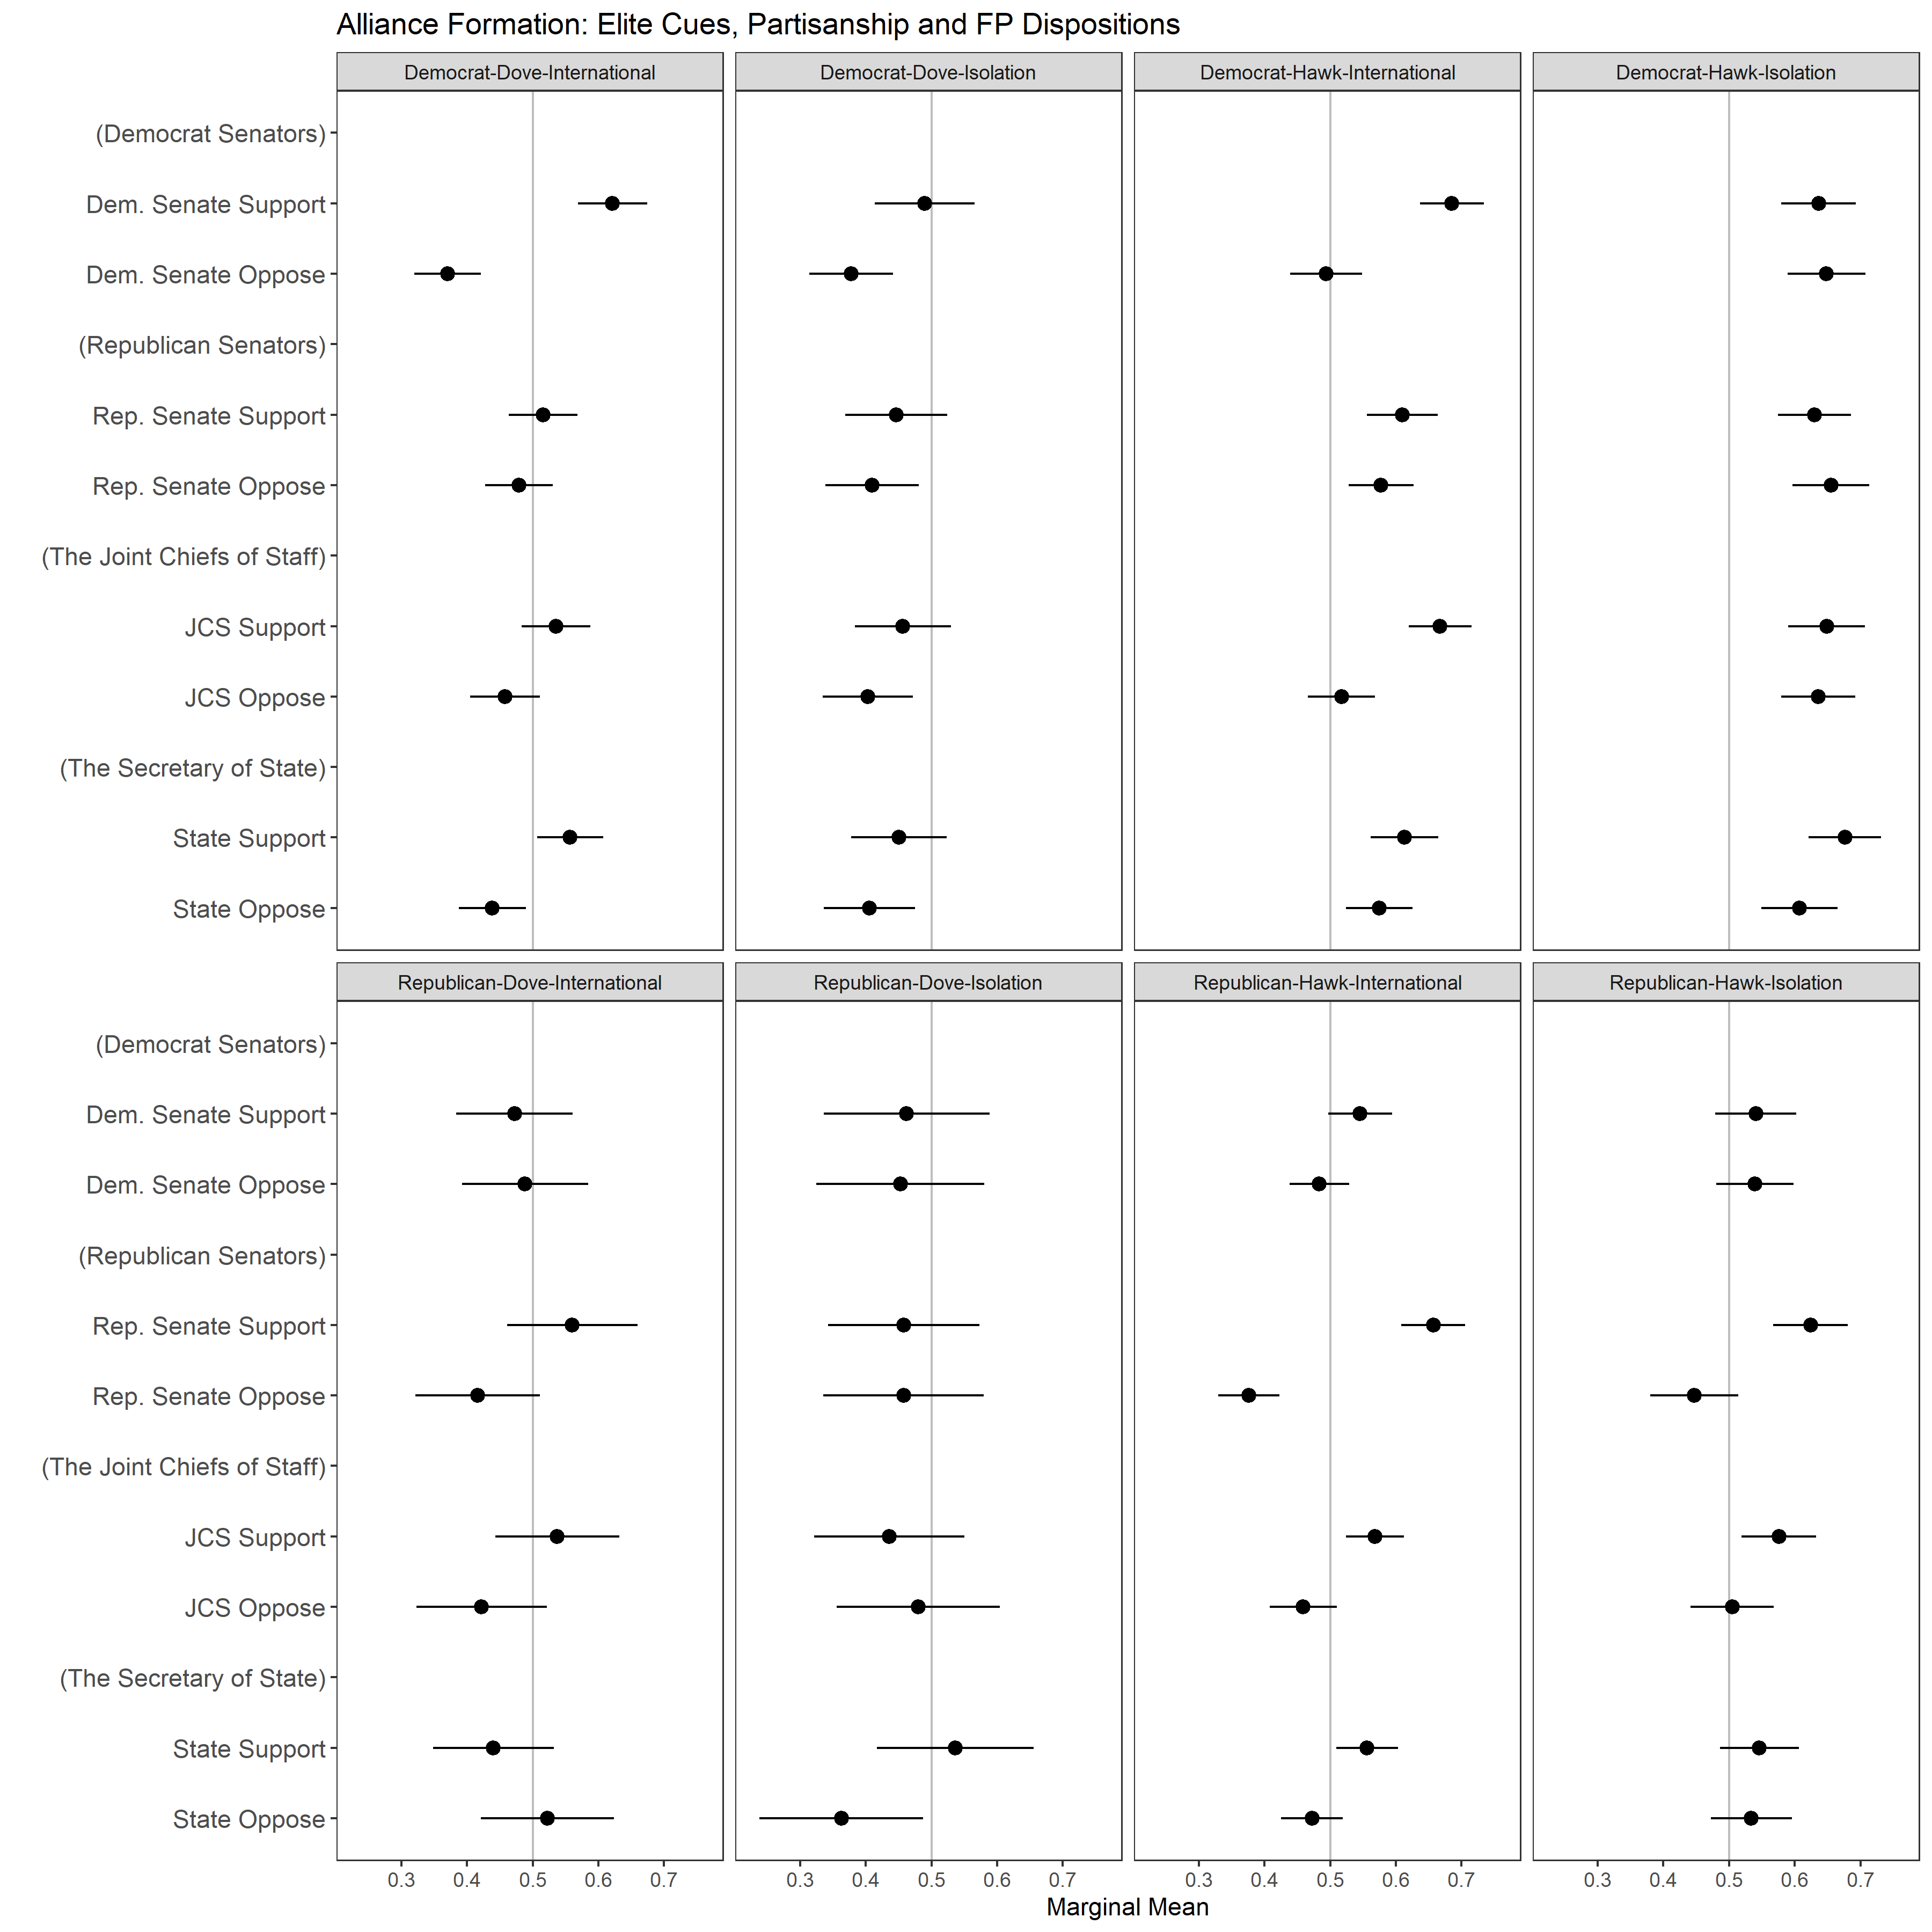 Alliance Formation: Elite Cues, Partisanship and FP Dispositions
Democrat-Dove-International
Democrat-Dove-Isolation
Democrat-Hawk-International
Democrat-Hawk-Isolation
(Democrat Senators)
Dem. Senate Support
Dem. Senate Oppose
(Republican Senators)
Rep. Senate Support
Rep. Senate Oppose
(The Joint Chiefs of Staff)
JCS Support
JCS Oppose
(The Secretary of State)
State Support
State Oppose
Republican-Dove-International
Republican-Dove-Isolation
Republican-Hawk-International
Republican-Hawk-Isolation
(Democrat Senators)
Dem. Senate Support
Dem. Senate Oppose
(Republican Senators)
Rep. Senate Support
Rep. Senate Oppose
(The Joint Chiefs of Staff)
JCS Support
JCS Oppose
(The Secretary of State)
State Support
State Oppose
0.3 0.4 0.5 0.6 0.7
0.3 0.4 0.5 0.6 0.7
0.3 0.4 0.5 0.6 0.7
0.3 0.4 0.5 0.6 0.7
Marginal Mean